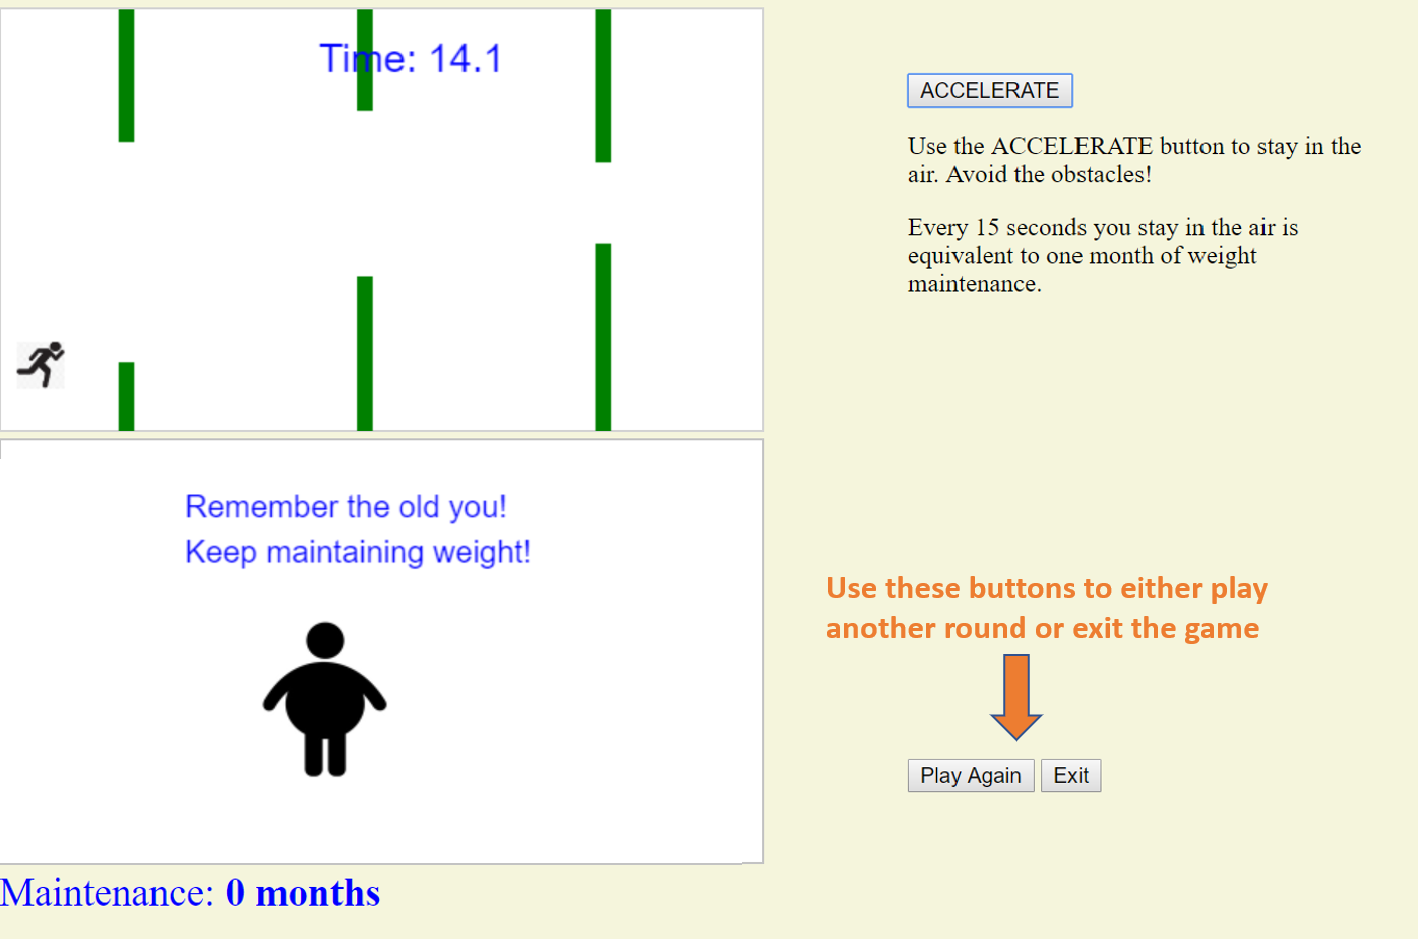 Time: 14.1
ACCELERATE
Use the ACCELERATE button to stay in the
air. Avoid the obstacles!
Every 15 seconds you stay in the air is
equivalent to one month of weight
maintenance.
Remember the old you!
Keep maintaining weight!
Use these buttons to either play
another round or exit the game
Play Again
Exit
Maintenance: 0 months